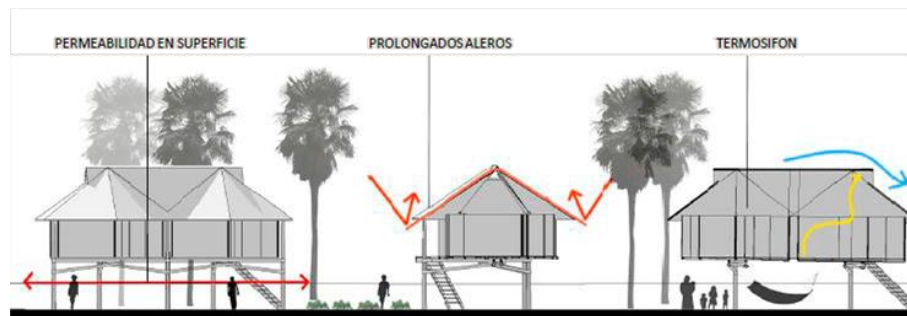 PERMEABILIDAD EN SUPERFICIE
PROLONGADOS ALEROS
TERMOSIFON